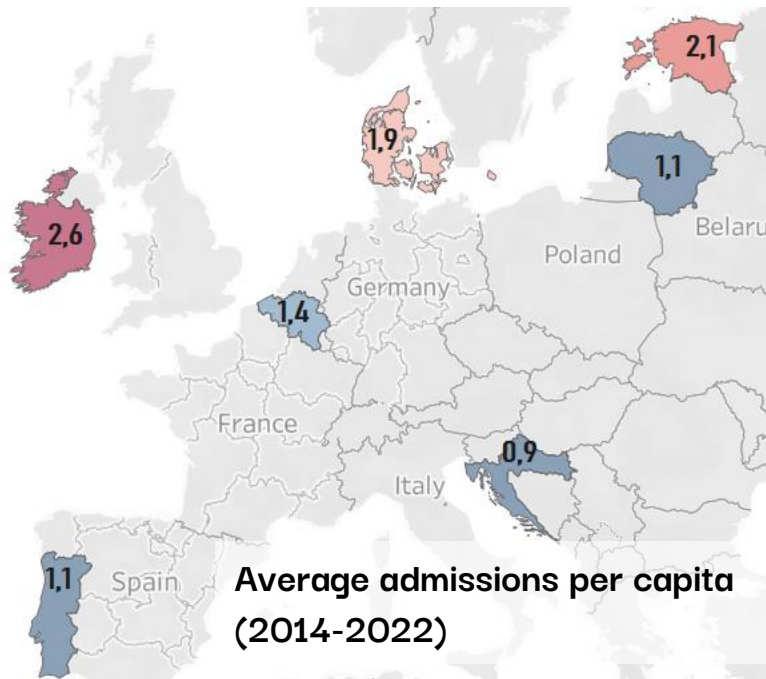 2,1
1,9
1,1
2,6
Belaru
Poland
Germany
1,4
France
0,9
Italy
1,1
Spain
Average admissions per capita
(2014-2022)